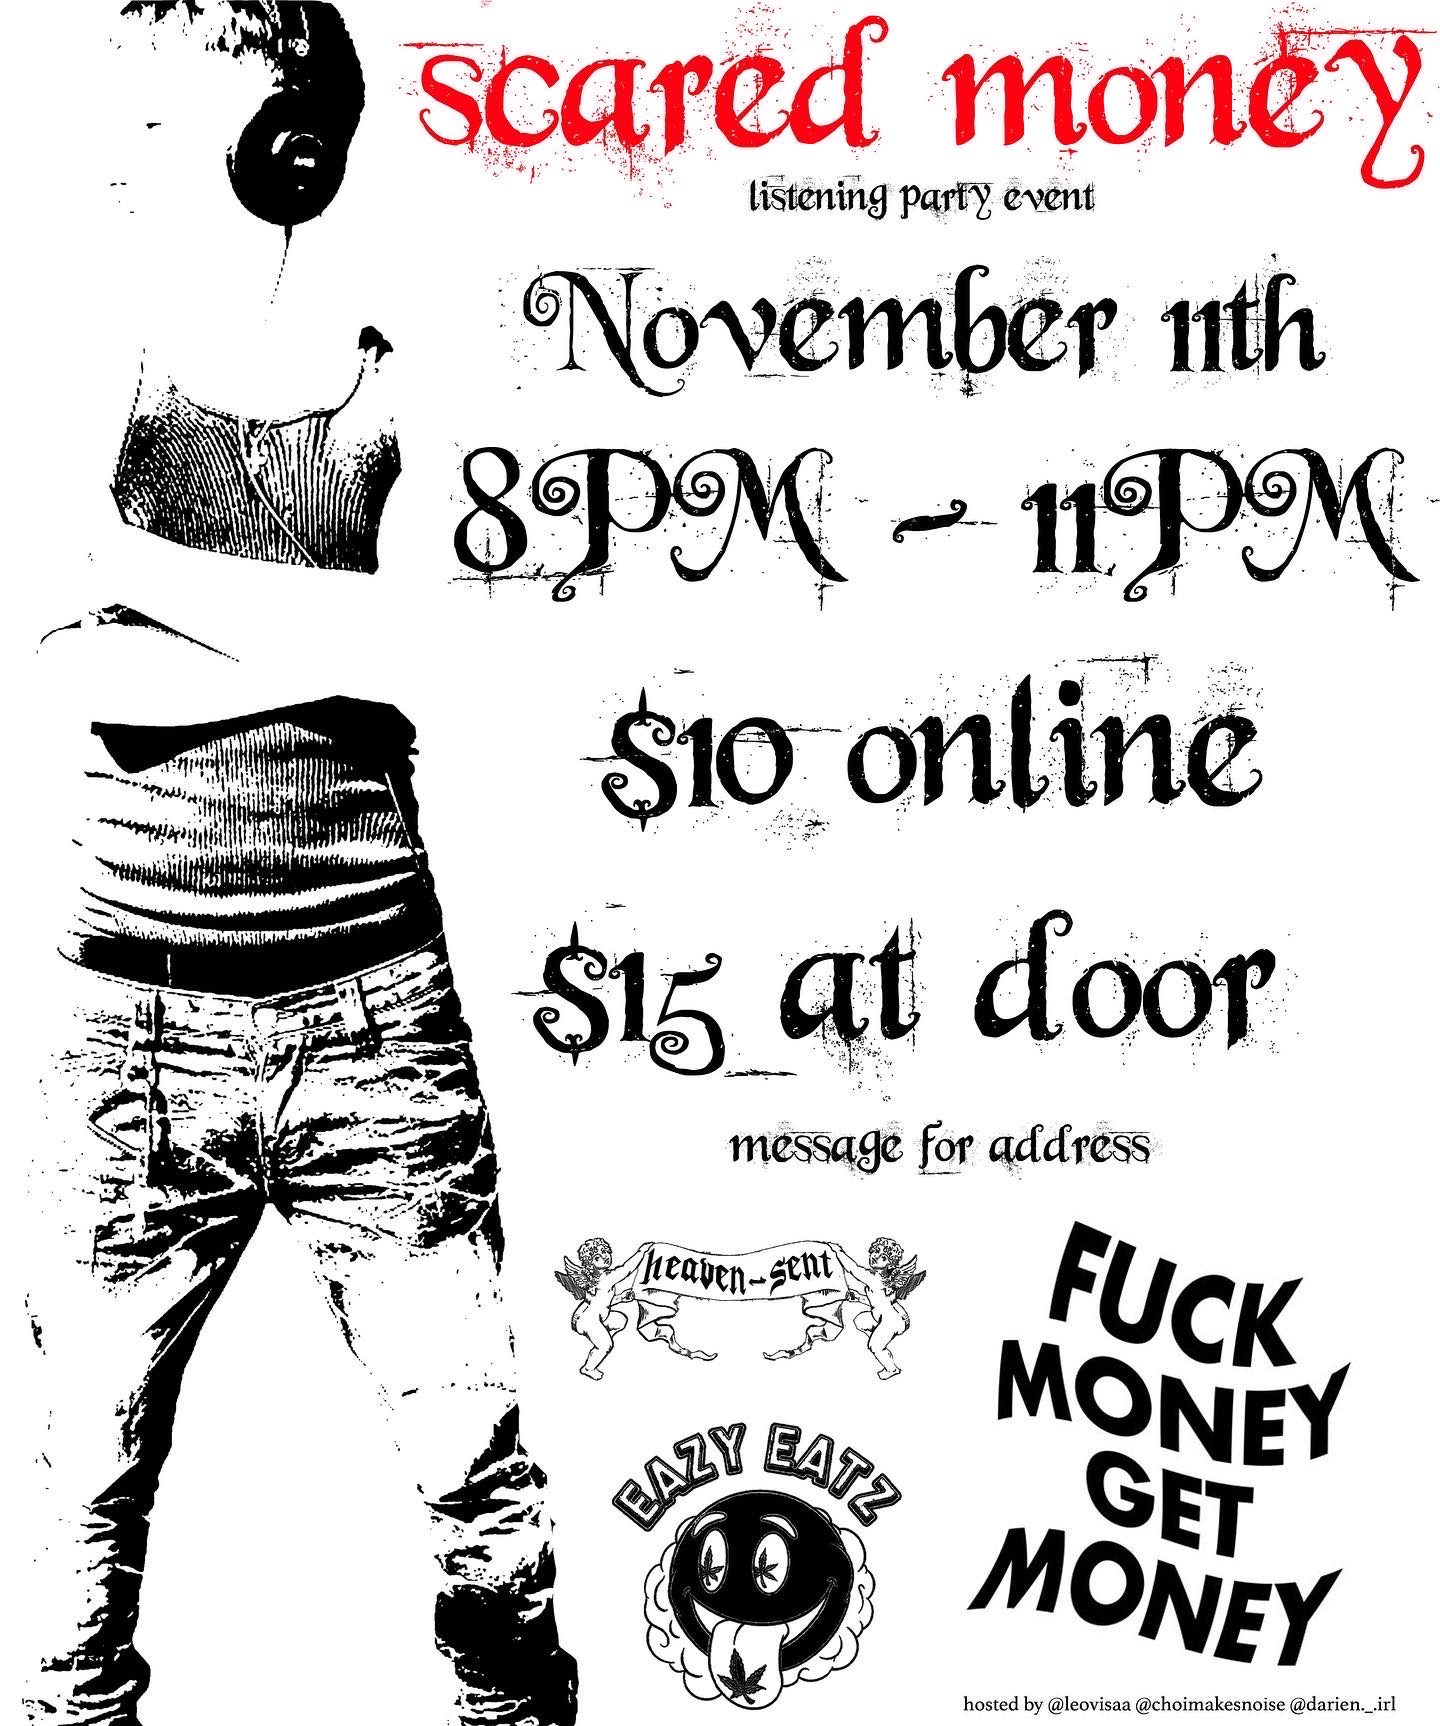 scared money
listening party event
November 11th
8PM - 11PM
$10 online
$15 at door
message for address
heaven-sent
EAZY EATZ
FUCK
MONEY
GET
MONEY
hosted by @leovisaa @choimakesnoise @darien._.irl